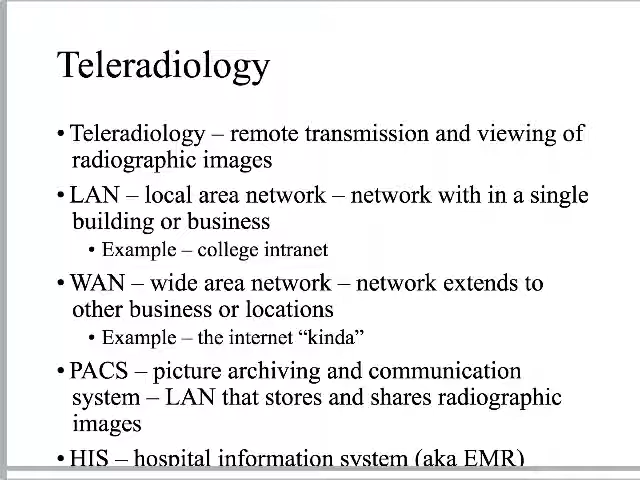 Teleradiology
• Teleradiology – remote transmission and viewing of
radiographic images
• LAN – local area network – network with in a single
building or business
• Example – college intranet
• WAN – wide area network – network extends to
other business or locations
• Example – the internet “kinda”
• PACS – picture archiving and communication
system – LAN that stores and shares radiographic
images
• HIS – hospital information system (aka EMR)